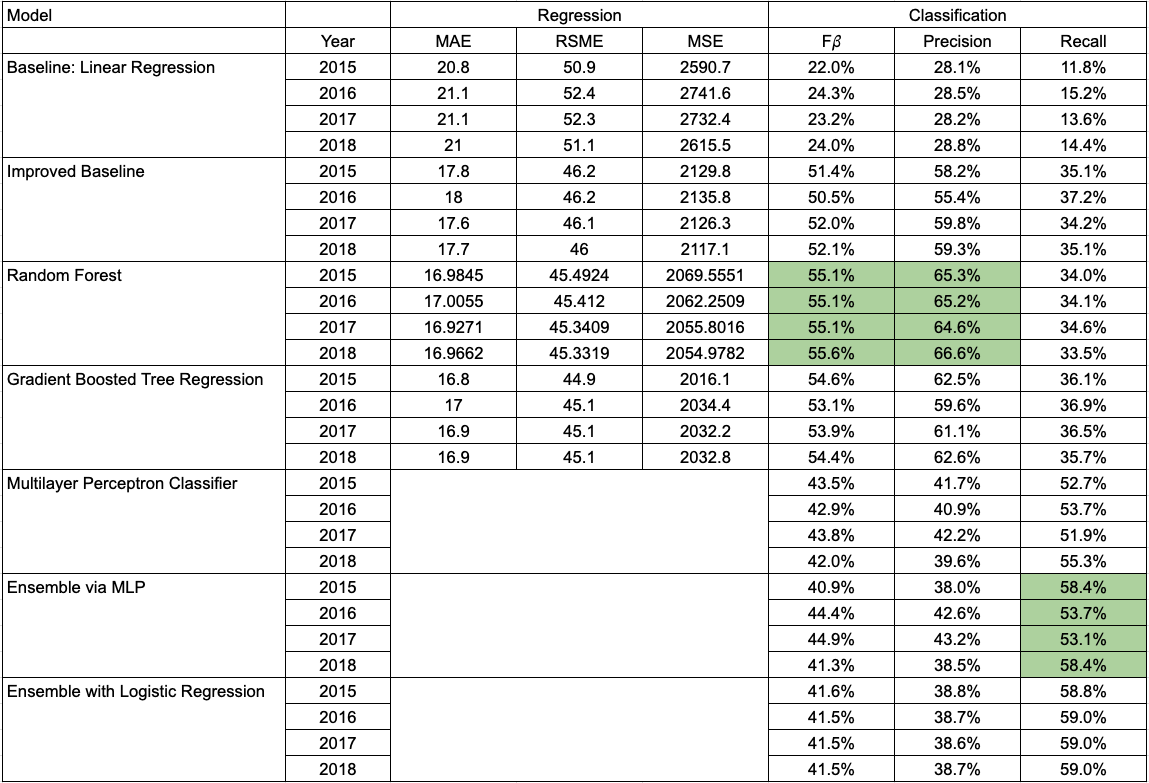 Model Regression Classification
Year MAE RSME MSE Fβ Precision Recall
Baseline: Linear Regression 2015 20.8 50.9 2590.7 22.0% 28.1% 11.8%
2016 21.1 52.4 2741.6 24.3% 28.5% 15.2%
2017 21.1 52.3 2732.4 23.2% 28.2% 13.6%
2018 21 51.1 2615.5 24.0% 28.8% 14.4%
Improved Baseline 2015 17.8 46.2 2129.8 51.4% 58.2% 35.1%
2016 18 46.2 2135.8 50.5% 55.4% 37.2%
2017 17.6 46.1 2126.3 52.0% 59.8% 34.2%
2018 17.7 46 2117.1 52.1% 59.3% 35.1%
Random Forest 2015 16.9845 45.4924 2069.5551 55.1% 65.3% 34.0%
2016 17.0055 45.412 2062.2509 55.1% 65.2% 34.1%
2017 16.9271 45.3409 2055.8016 55.1% 64.6% 34.6%
2018 16.9662 45.3319 2054.9782 55.6% 66.6% 33.5%
Gradient Boosted Tree Regression 2015 16.8 44.9 2016.1 54.6% 62.5% 36.1%
2016 17 45.1 2034.4 53.1% 59.6% 36.9%
2017 16.9 45.1 2032.2 53.9% 61.1% 36.5%
2018 16.9 45.1 2032.8 54.4% 62.6% 35.7%
Multilayer Perceptron Classifier 2015 43.5% 41.7% 52.7%
2016 42.9% 40.9% 53.7%
2017 43.8% 42.2% 51.9%
2018 42.0% 39.6% 55.3%
Ensemble via MLP 2015 40.9% 38.0% 58.4%
2016 44.4% 42.6% 53.7%
2017 44.9% 43.2% 53.1%
2018 41.3% 38.5% 58.4%
Ensemble with Logistic Regression 2015 41.6% 38.8% 58.8%
2016 41.5% 38.7% 59.0%
2017 41.5% 38.6% 59.0%
2018 41.5% 38.7% 59.0%